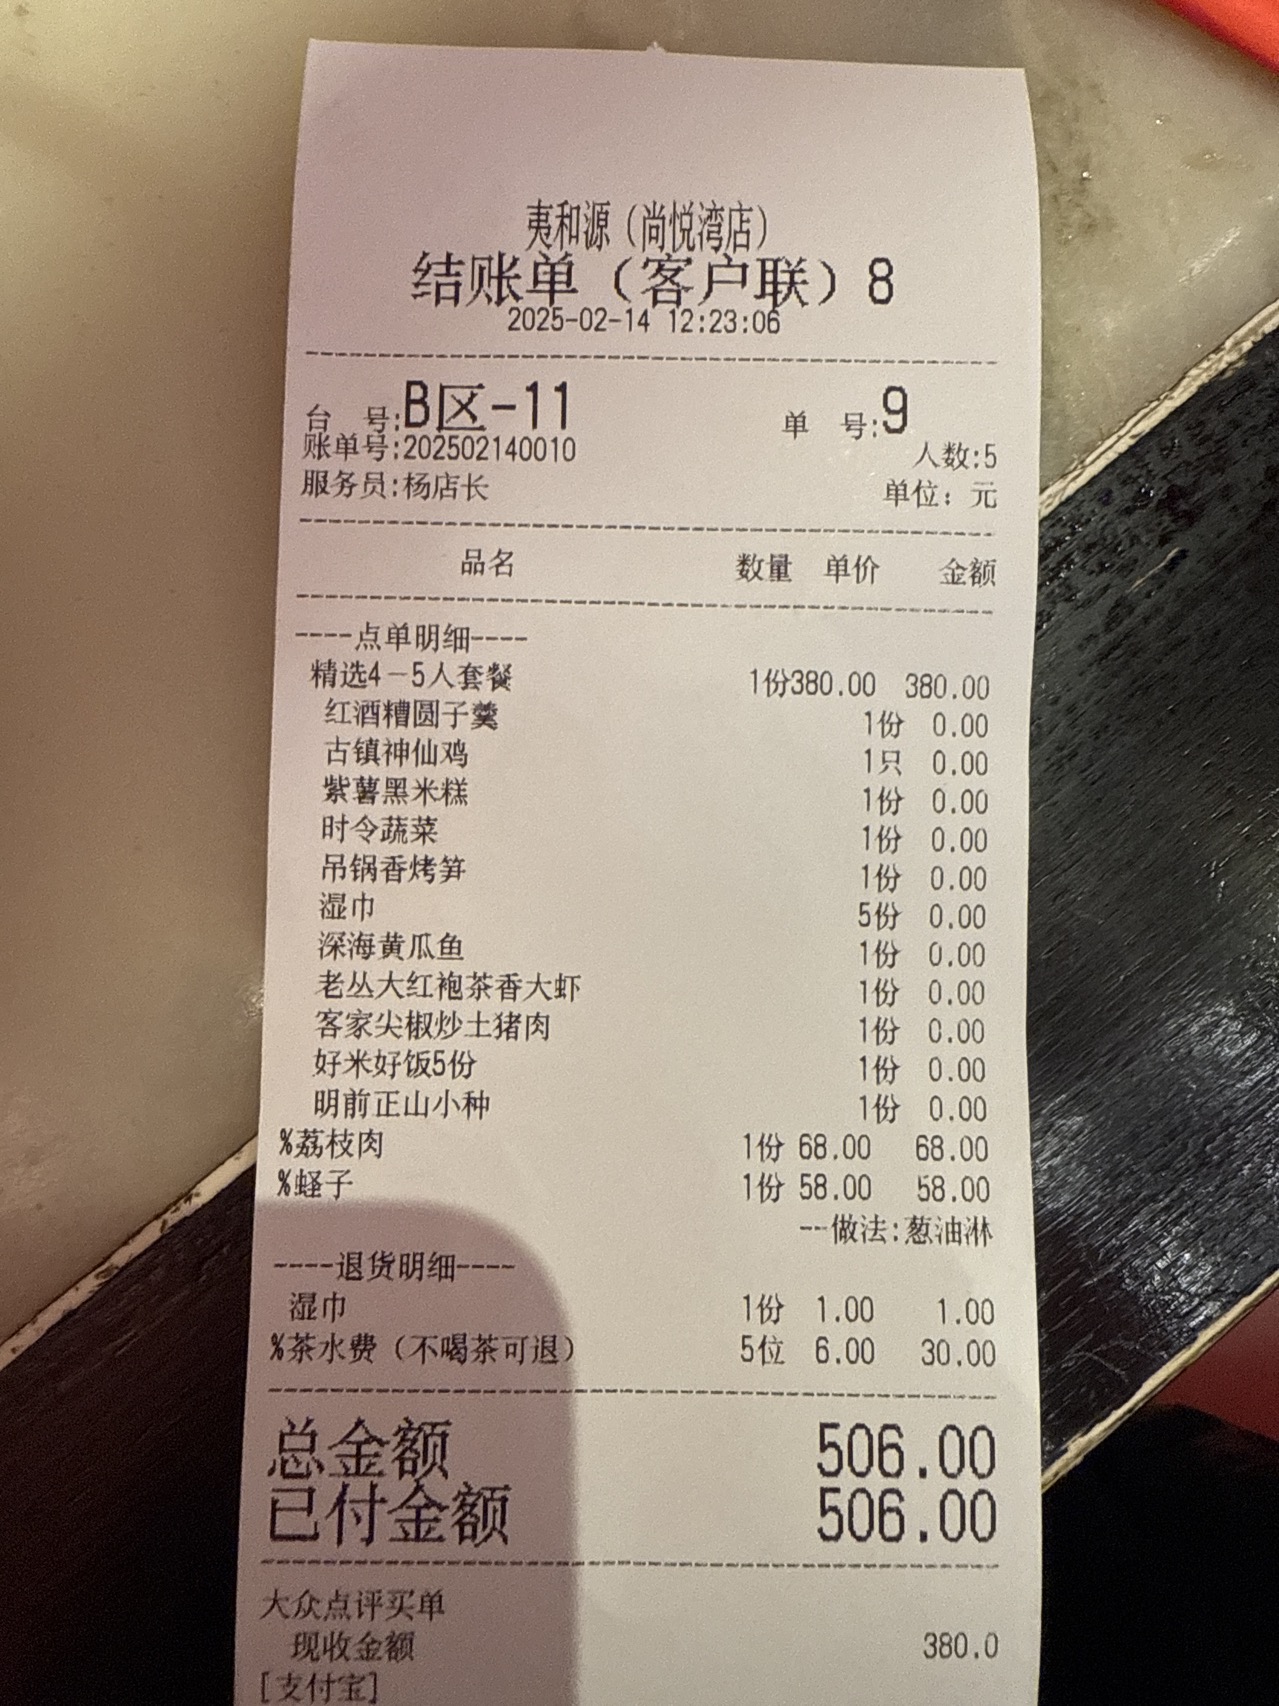 夷和源（尚悦湾店）
结账单（客户联）8
2025-02-14 12:23:06
台 号:B区-11 单 号:9
账单号:202502140010 人数:5
服务员:杨店长 单位：元
品名 数量 单价 金额
----点单明细----
精选4－5人套餐 1份380.00 380.00
红酒糟圆子羹 1份 0.00
古镇神仙鸡 1只 0.00
紫薯黑米糕 1份 0.00
时令蔬菜 1份 0.00
吊锅香烤笋 1份 0.00
湿巾 5份 0.00
深海黄瓜鱼 1份 0.00
老丛大红袍茶香大虾 1份 0.00
客家尖椒炒土猪肉 1份 0.00
好米好饭5份 1份 0.00
明前正山小种 1份 0.00
%荔枝肉 1份 68.00 68.00
%蛏子 1份 58.00 58.00
--做法:葱油淋
----退货明细----
湿巾 1份 1.00 1.00
%茶水费（不喝茶可退） 5位 6.00 30.00
总金额 506.00
已付金额 506.00
大众点评买单
现收金额 380.0
[支付宝]